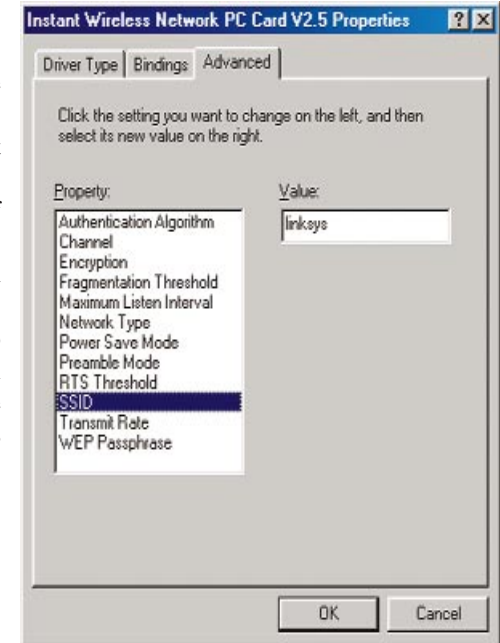 Instant Wireless Network PC Card V2.5 Properties
Driver Type Bindings Advanced
Click the setting you want to change on the left, and then
select its new value on the right.
Property: Value:
Authentication Algorithm linksys
Channel
Encryption
Fragmentation Threshold
Maximum Listen Interval
Network Type
Power Save Mode
Preamble Mode
RTS Threshold
SSID
Transmit Rate
WEP Passphrase
OK Cancel